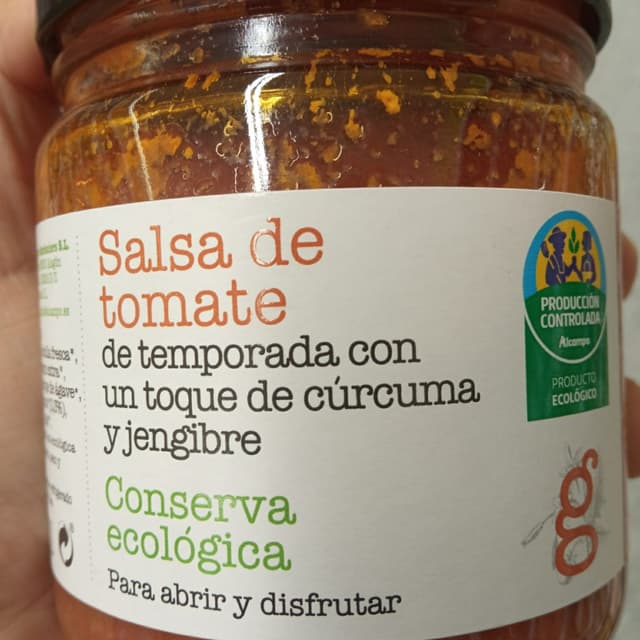 Salsa de
tomate
de temporada con
un toque de cúrcuma
y jengibre
Conserva
ecológica
Para abrir y disfrutar
PRODUCCIÓN
CONTROLADA
Alcampo
PRODUCTO
ECOLÓGICO
g
S.L.
fresca*,